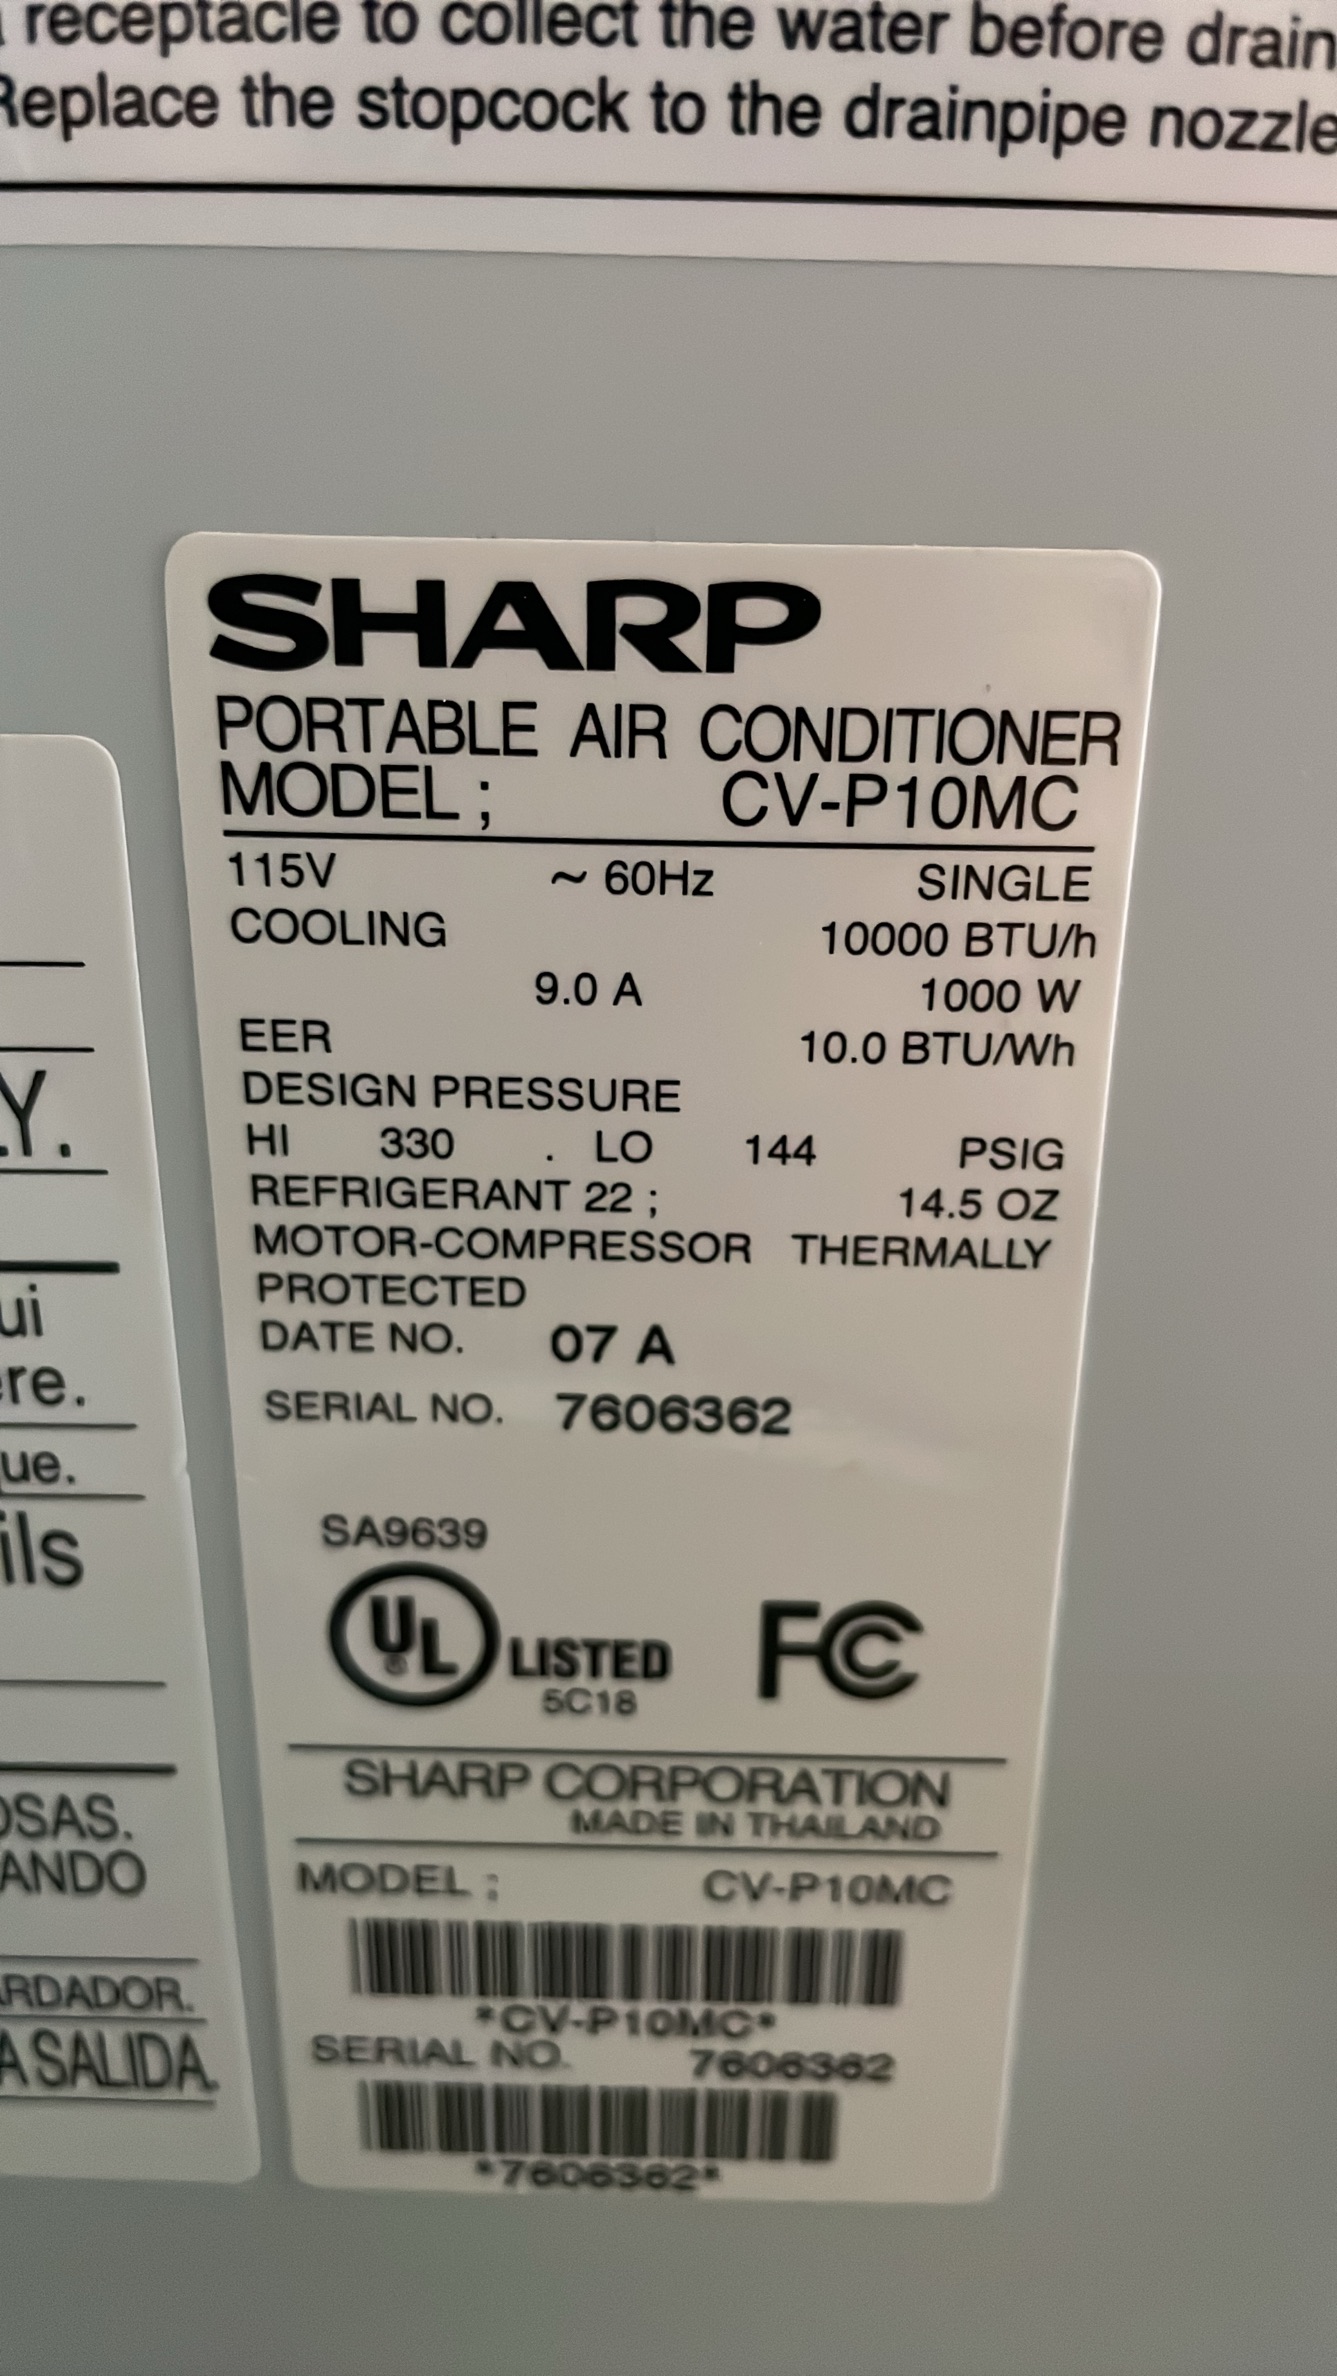 receptacle to collect the water before drain
Replace the stopcock to the drainpipe nozzle
SHARP
PORTABLE AIR CONDITIONER
MODEL ; CV-P10MC
115V ~ 60Hz SINGLE
COOLING 10000 BTU/h
9.0 A 1000 W
EER 10.0 BTU/Wh
DESIGN PRESSURE
HI 330 . LO 144 PSIG
REFRIGERANT 22 ; 14.5 OZ
MOTOR-COMPRESSOR THERMALLY
PROTECTED
DATE NO. 07 A
SERIAL NO. 7606362
SA9639
UL® LISTED FC
5C18
SHARP CORPORATION
MADE IN THAILAND
MODEL ; CV-P10MC
*CV-P10MC*
SERIAL NO. 7606362
*7606362*
Y.
ui
re.
ue.
ils
OSAS.
ANDO
ARDADOR.
A SALIDA.